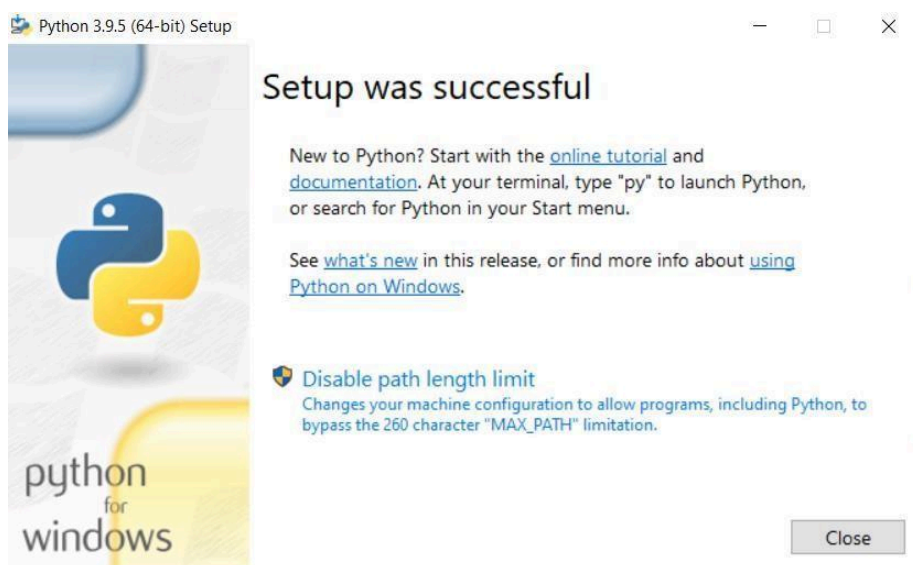 Python 3.9.5 (64-bit) Setup
Setup was successful
New to Python? Start with the online tutorial and
documentation. At your terminal, type "py" to launch Python,
or search for Python in your Start menu.
See what's new in this release, or find more info about using
Python on Windows.
Disable path length limit
Changes your machine configuration to allow programs, including Python, to
bypass the 260 character "MAX_PATH" limitation.
python
for
windows
Close